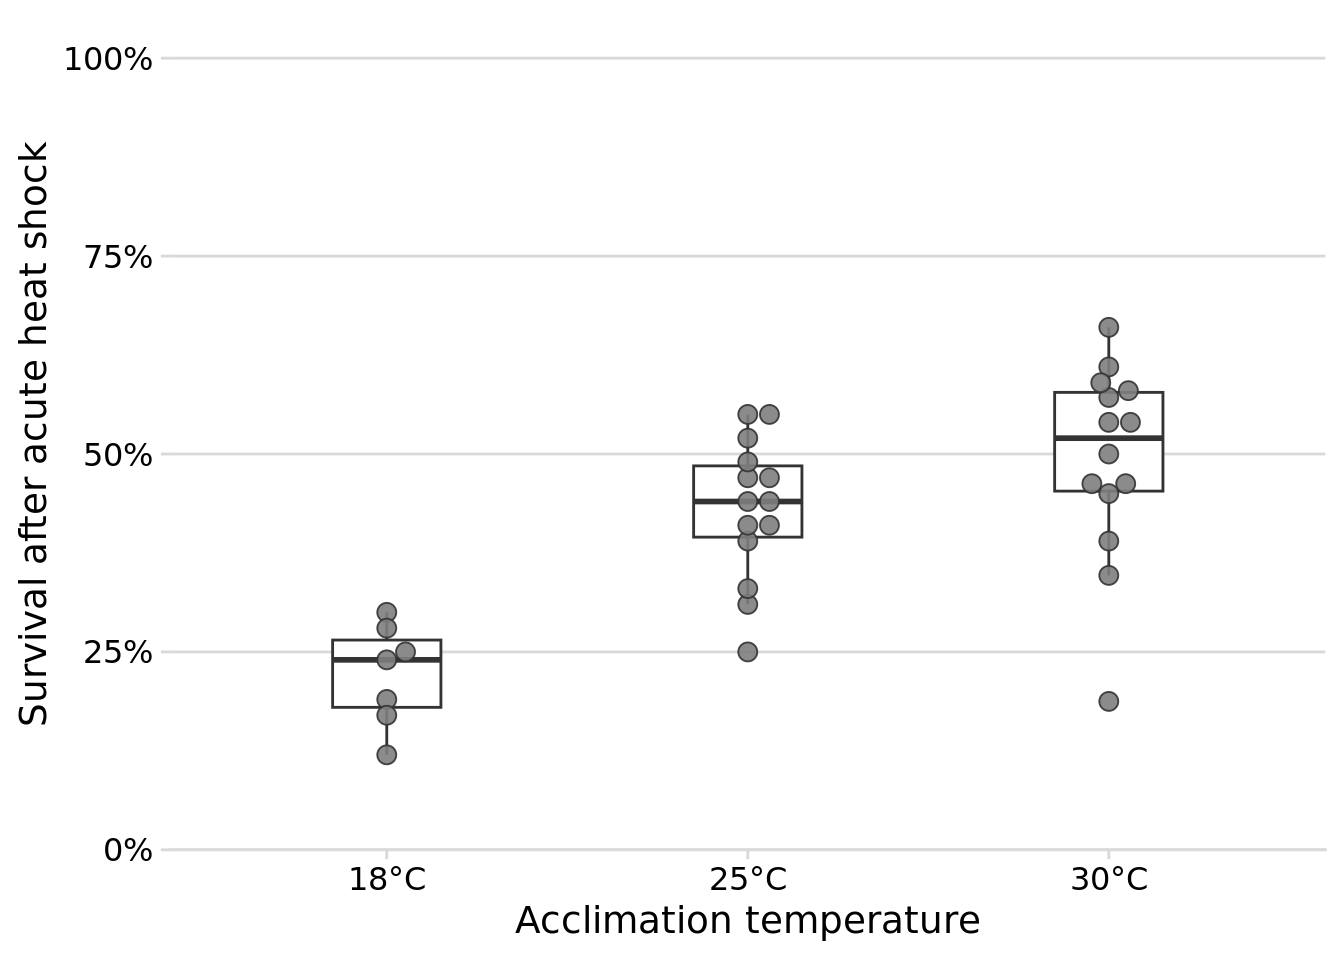 100%
75%
50%
25%
0%
Survival after acute heat shock
18°C
25°C
30°C
Acclimation temperature